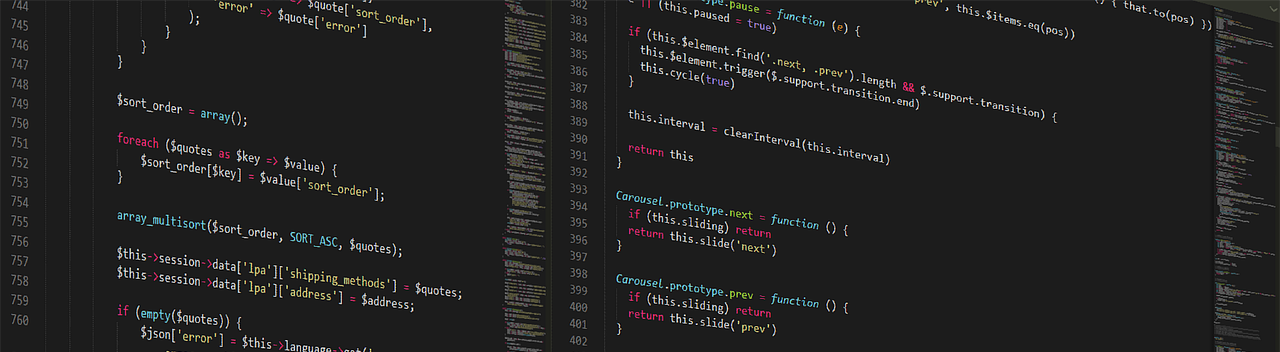 'sort_order' => $quote['sort_order'],
'error' => $quote['error']
744 );
745 }
746 }
747 }
748
749 $sort_order = array();
750
751 foreach ($quotes as $key => $value) {
752 $sort_order[$key] = $value['sort_order'];
753 }
754
755 array_multisort($sort_order, SORT_ASC, $quotes);
756
757 $this->session->data['lpa']['shipping_methods'] = $quotes;
758 $this->session->data['lpa']['address'] = $address;
759
760 if (empty($quotes)) {
$json['error'] = $this->language->get('
'prev', this.$items.eq(pos))
() { that.to(pos) })
.pause = function (e) {
382 || (this.paused = true)
383
384 if (this.$element.find('.next, .prev').length && $.support.transition) {
385 this.$element.trigger($.support.transition.end)
386 this.cycle(true)
387 }
388
389 this.interval = clearInterval(this.interval)
390
391 return this
392 }
393
394 Carousel.prototype.next = function () {
395 if (this.sliding) return
396 return this.slide('next')
397 }
398
399 Carousel.prototype.prev = function () {
400 if (this.sliding) return
401 return this.slide('prev')
402 }